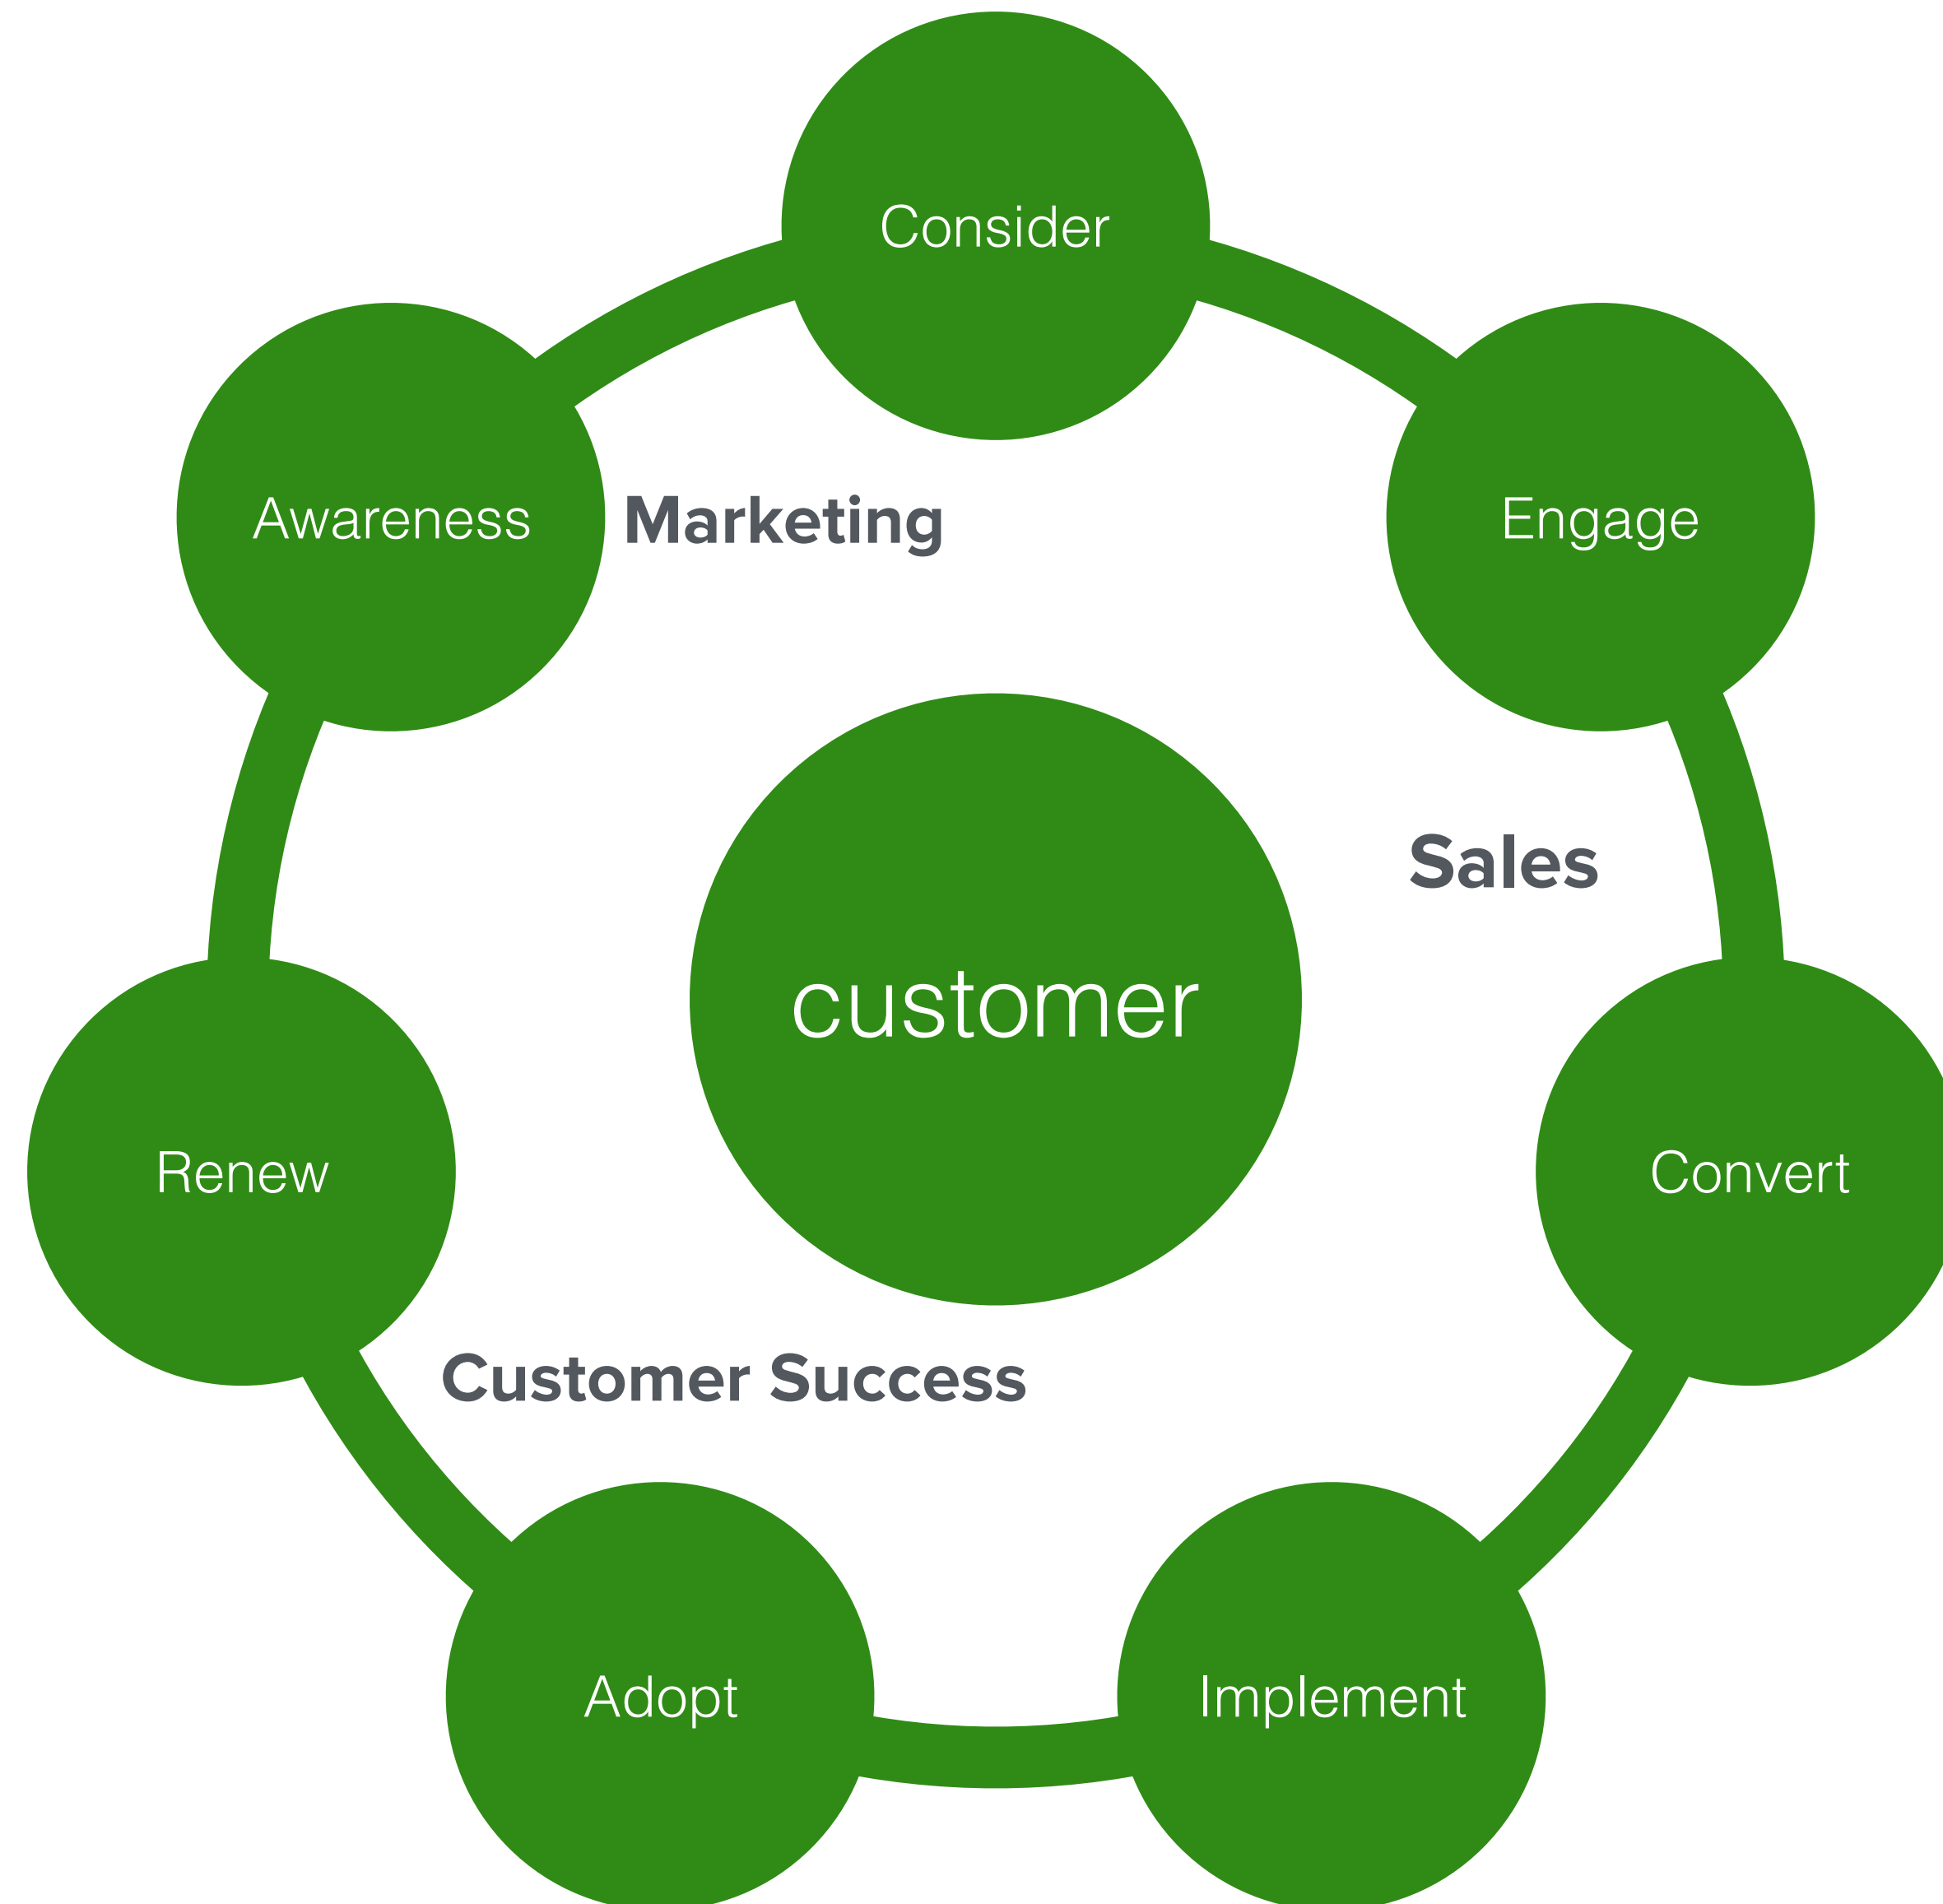 Consider
Awareness
Marketing
Engage
Sales
customer
Renew
Convert
Customer Success
Adopt
Implement